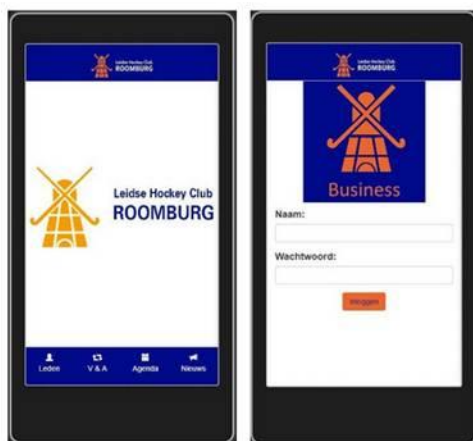 Leidse Hockey Club
ROOMBURG
Leidse Hockey Club
ROOMBURG
Leden
V & A
Agenda
Nieuws
Leidse Hockey Club
ROOMBURG
Business
Naam:
Wachtwoord:
Inloggen